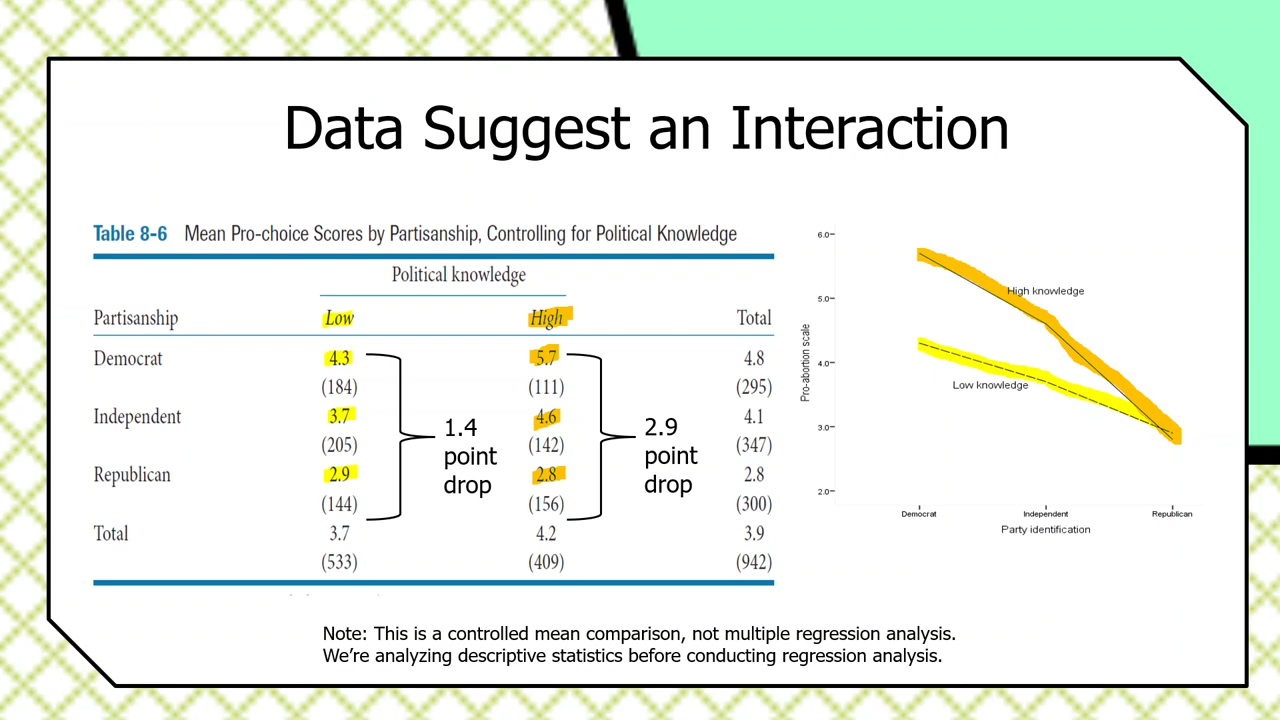 Data Suggest an Interaction
Table 8-6 Mean Pro-choice Scores by Partisanship, Controlling for Political Knowledge
Political knowledge
Partisanship Low High Total
Democrat 4.3 5.7 4.8
(184) (111) (295)
Independent 3.7 4.6 4.1
(205) (142) (347)
Republican 2.9 2.8 2.8
(144) (156) (300)
Total 3.7 4.2 3.9
(533) (409) (942)
1.4
point
drop
2.9
point
drop
6.0
5.0
4.0
3.0
2.0
Pro-abortion scale
High knowledge
Low knowledge
Democrat Independent Republican
Party identification
Note: This is a controlled mean comparison, not multiple regression analysis.
We're analyzing descriptive statistics before conducting regression analysis.